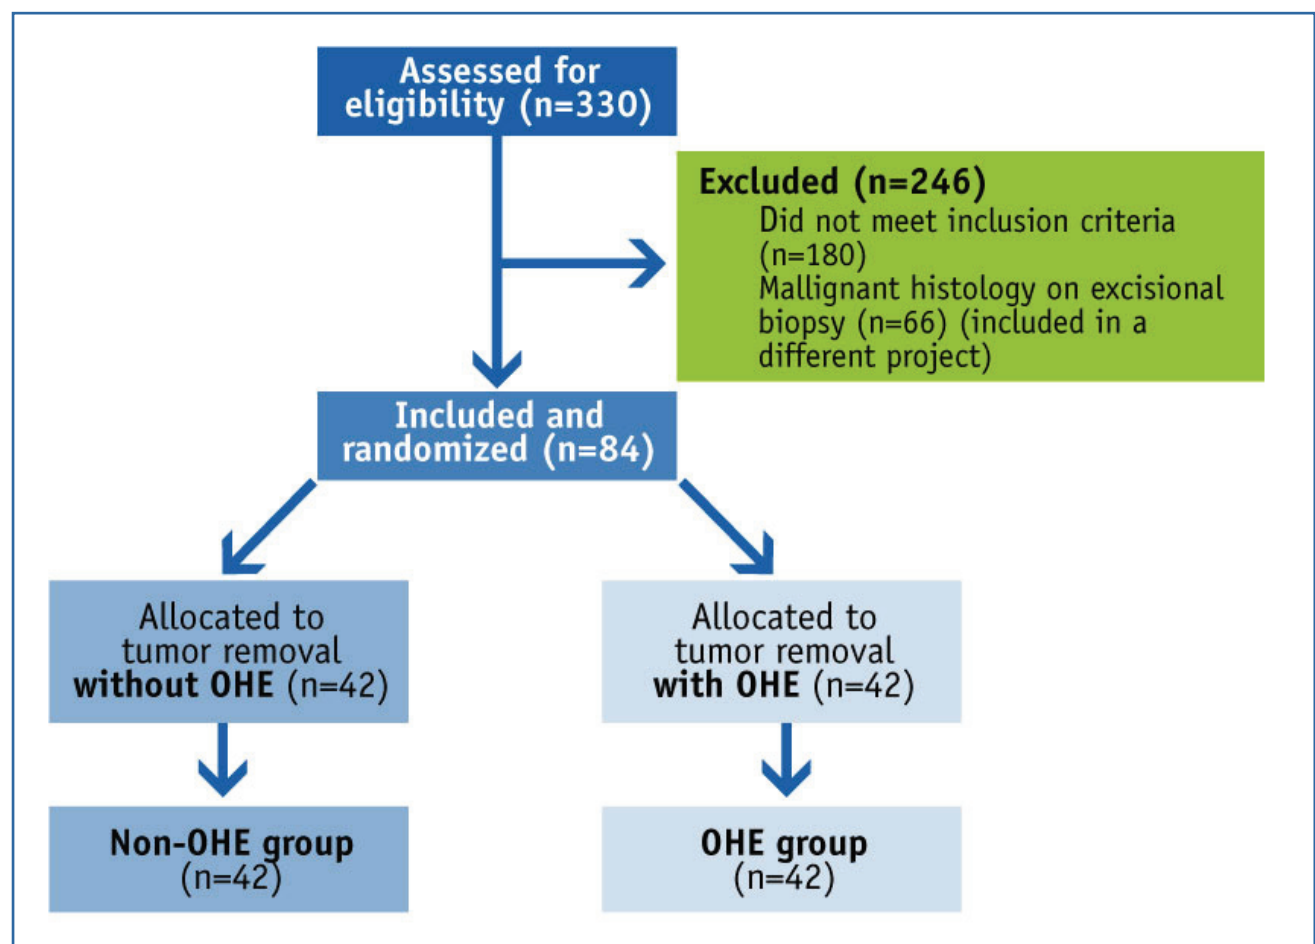 Assessed for
eligibility (n=330)
Excluded (n=246)
Did not meet inclusion criteria
(n=180)
Mallignant histology on excisional
biopsy (n=66) (included in a
different project)
Included and
randomized (n=84)
Allocated to
tumor removal
without OHE (n=42)
Allocated to
tumor removal
with OHE (n=42)
Non-OHE group
(n=42)
OHE group
(n=42)